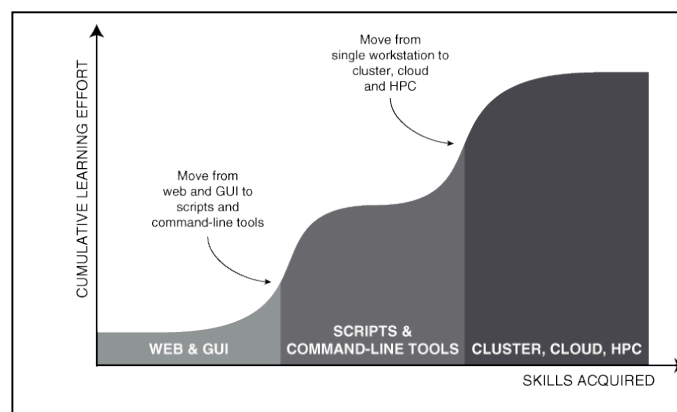 Move from
single workstation to
cluster, cloud
and HPC
CUMULATIVE LEARNING EFFORT
Move from
web and GUI to
scripts and
command-line tools
WEB & GUI
SCRIPTS &
COMMAND-LINE TOOLS
CLUSTER, CLOUD, HPC
SKILLS ACQUIRED